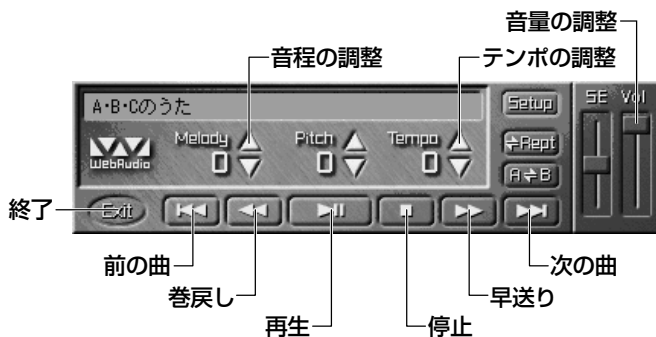 音量の調整
音程の調整
テンポの調整
A・B・Cのうた
Setup
SE Vol
Melody 0
Pitch 0
Tempo 0
Rept
WebAudio
A B
終了
Exit
前の曲
次の曲
巻戻し
早送り
再生
停止